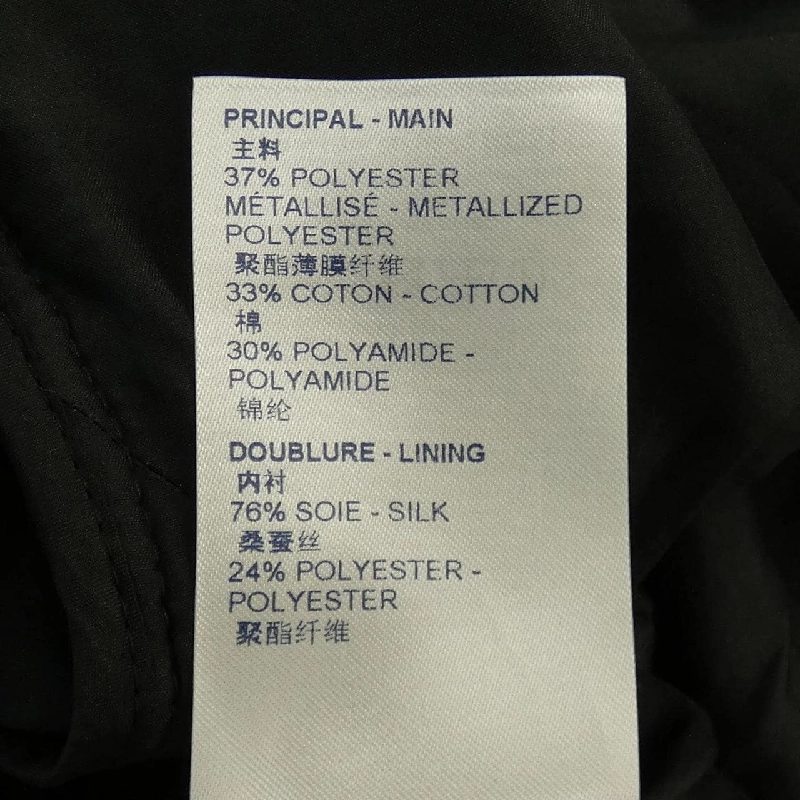 PRINCIPAL - MAIN
主料
37% POLYESTER
MÉTALLISÉ - METALLIZED
POLYESTER
聚酯薄膜纤维
33% COTON - COTTON
棉
30% POLYAMIDE -
POLYAMIDE
锦纶
DOUBLURE - LINING
内衬
76% SOIE - SILK
桑蚕丝
24% POLYESTER -
POLYESTER
聚酯纤维